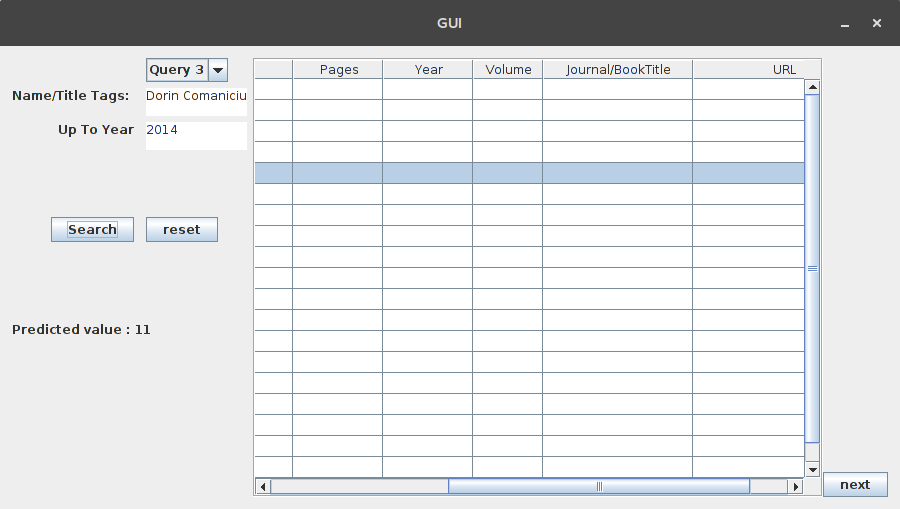 GUI
Query 3
Name/Title Tags: Dorin Comaniciu
Up To Year 2014
Search reset
Predicted value : 11
Pages Year Volume Journal/BookTitle URL
next